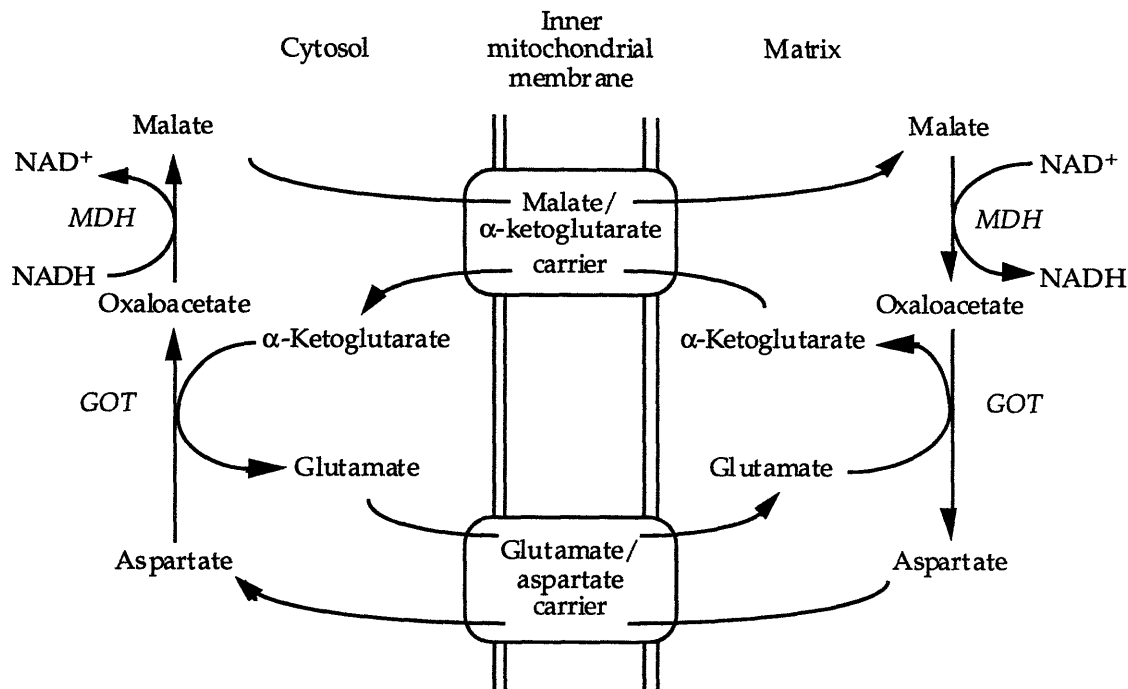 Cytosol
Inner
mitochondrial
membrane
Matrix
Malate
Malate
NAD⁺
NAD⁺
MDH
Malate/
α-ketoglutarate
carrier
MDH
NADH
NADH
Oxaloacetate
Oxaloacetate
α-Ketoglutarate
α-Ketoglutarate
GOT
GOT
Glutamate
Glutamate
Aspartate
Glutamate/
aspartate
carrier
Aspartate